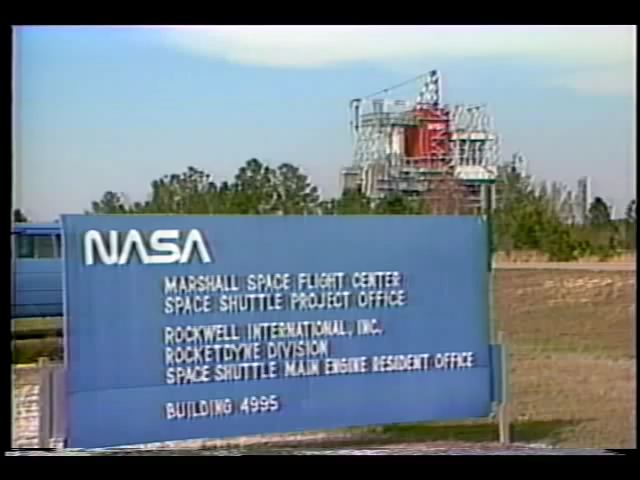 NASA
MARSHALL SPACE FLIGHT CENTER
SPACE SHUTTLE PROJECT OFFICE
ROCKWELL INTERNATIONAL, INC.
ROCKETDYNE DIVISION
SPACE SHUTTLE MAIN ENGINE RESIDENT OFFICE
BUILDING 4995